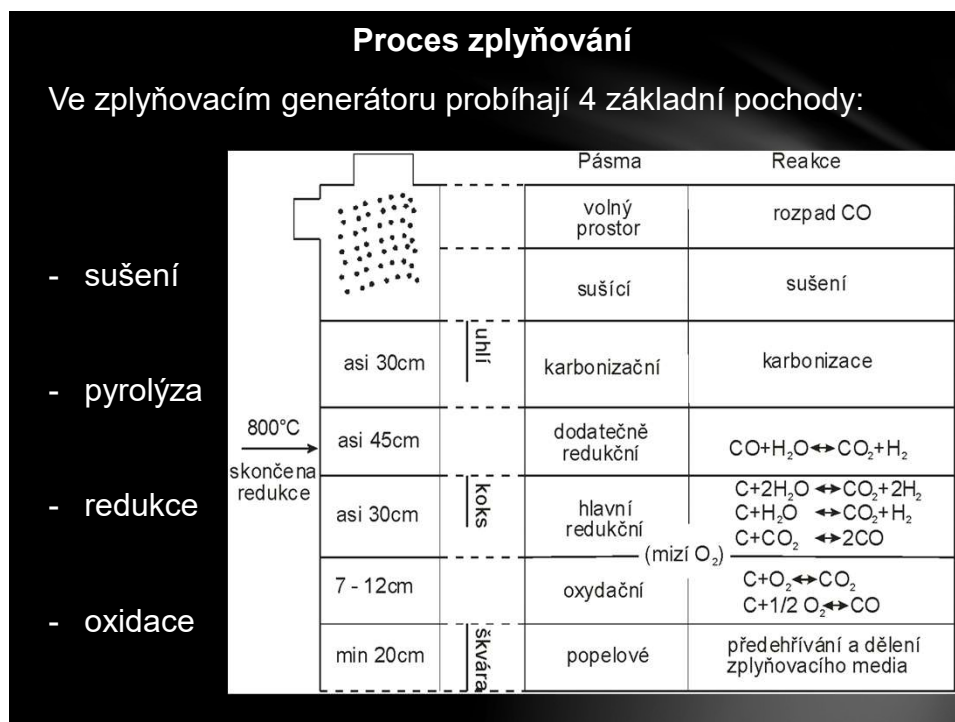 Proces zplyňování
Ve zplyňovacím generátoru probíhají 4 základní pochody:
- sušení
- pyrolýza
- redukce
- oxidace
800°C
skončena
redukce
Pásma Reakce
volný
prostor
rozpad CO
sušící
sušení
asi 30cm
uhlí
karbonizační
karbonizace
asi 45cm
dodatečně
redukční
CO+H₂O↔CO₂+H₂
asi 30cm
koks
hlavní
redukční
(mizí O₂)
C+2H₂O ↔CO₂+2H₂
C+H₂O ↔CO₂+H₂
C+CO₂ ↔2CO
7 - 12cm
oxydační
C+O₂↔CO₂
C+1/2 O₂↔CO
min 20cm
škvára
popelové
předehřívání a dělení
zplyňovacího media